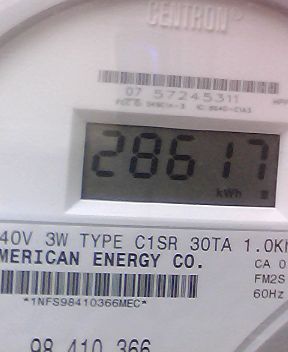 CENTRON®
07 57245311
28617
kWh
40V 3W TYPE C1SR 30TA 1.0K
MERICAN ENERGY CO. CA 0
FM2S
60Hz
*1NFS98410366MEC*
98 410 366